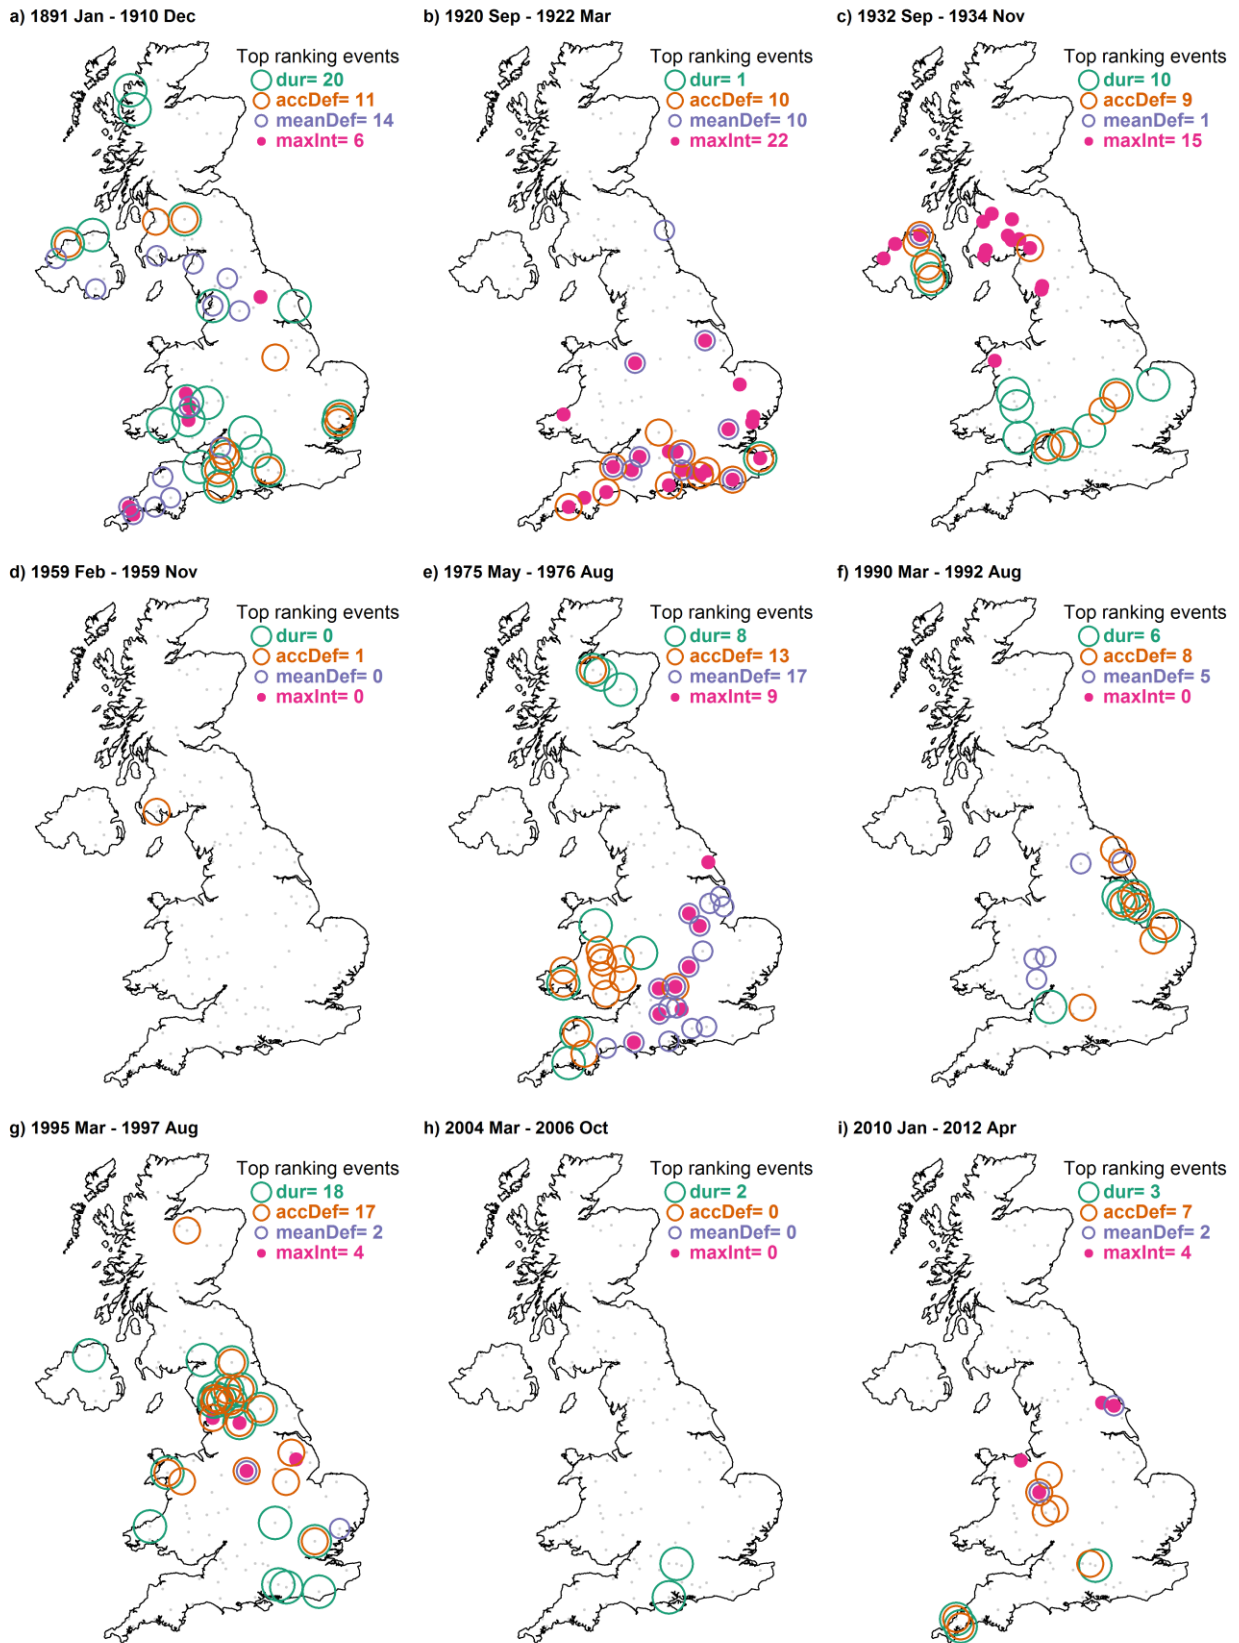 a) 1891 Jan - 1910 Dec
Top ranking events
dur= 20
accDef= 11
meanDef= 14
maxInt= 6
b) 1920 Sep - 1922 Mar
Top ranking events
dur= 1
accDef= 10
meanDef= 10
maxInt= 22
c) 1932 Sep - 1934 Nov
Top ranking events
dur= 10
accDef= 9
meanDef= 1
maxInt= 15
d) 1959 Feb - 1959 Nov
Top ranking events
dur= 0
accDef= 1
meanDef= 0
maxInt= 0
e) 1975 May - 1976 Aug
Top ranking events
dur= 8
accDef= 13
meanDef= 17
maxInt= 9
f) 1990 Mar - 1992 Aug
Top ranking events
dur= 6
accDef= 8
meanDef= 5
maxInt= 0
g) 1995 Mar - 1997 Aug
Top ranking events
dur= 18
accDef= 17
meanDef= 2
maxInt= 4
h) 2004 Mar - 2006 Oct
Top ranking events
dur= 2
accDef= 0
meanDef= 0
maxInt= 0
i) 2010 Jan - 2012 Apr
Top ranking events
dur= 3
accDef= 7
meanDef= 2
maxInt= 4